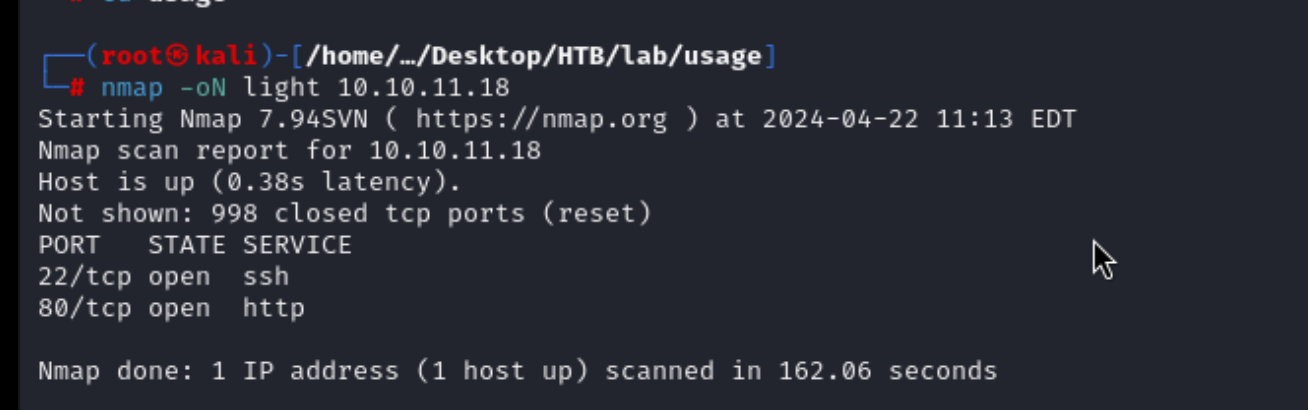 ┌──(root㉿kali)-[/home/…/Desktop/HTB/lab/usage]
└─# nmap -oN light 10.10.11.18
Starting Nmap 7.94SVN ( https://nmap.org ) at 2024-04-22 11:13 EDT
Nmap scan report for 10.10.11.18
Host is up (0.38s latency).
Not shown: 998 closed tcp ports (reset)
PORT   STATE SERVICE
22/tcp open  ssh
80/tcp open  http
Nmap done: 1 IP address (1 host up) scanned in 162.06 seconds